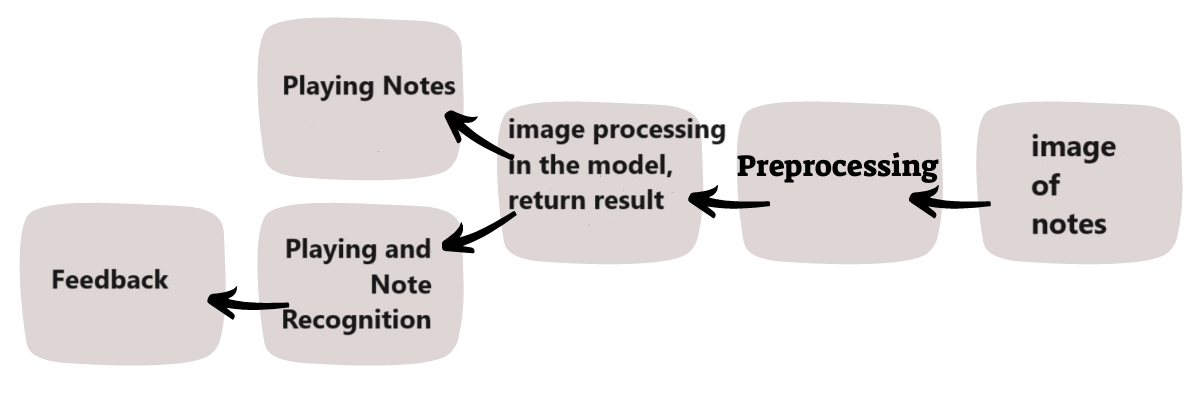 Playing Notes
image processing
in the model,
return result
Preprocessing
image
of
notes
Playing and
Note
Recognition
Feedback